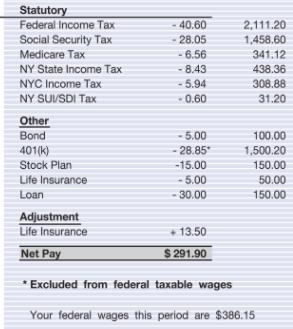 Statutory
Federal Income Tax - 40.60 2,111.20
Social Security Tax - 28.05 1,458.60
Medicare Tax - 6.56 341.12
NY State Income Tax - 8.43 438.36
NYC Income Tax - 5.94 308.88
NY SUI/SDI Tax - 0.60 31.20
Other
Bond - 5.00 100.00
401(k) - 28.85* 1,500.20
Stock Plan -15.00 150.00
Life Insurance - 5.00 50.00
Loan - 30.00 150.00
Adjustment
Life Insurance + 13.50
Net Pay $ 291.90
* Excluded from federal taxable wages
Your federal wages this period are $386.15